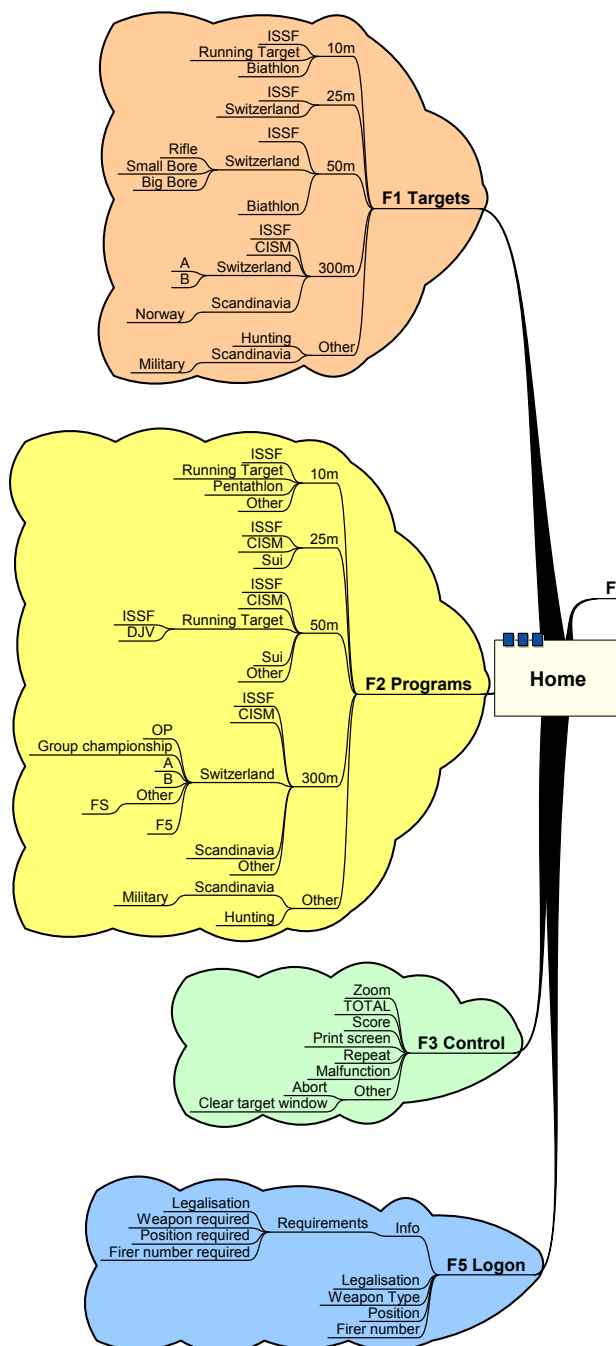 ISSF
Running Target
Biathlon
10m
ISSF
Switzerland
25m
ISSF
Rifle
Small Bore
Big Bore
Switzerland
Biathlon
50m
F1 Targets
ISSF
CISM
A
B
Switzerland
Norway
Scandinavia
300m
Hunting
Military
Scandinavia
Other
ISSF
Running Target
Pentathlon
Other
10m
ISSF
CISM
Sui
25m
ISSF
CISM
ISSF
DJV
Running Target
Sui
Other
50m
F2 Programs
ISSF
CISM
OP
Group championship
A
B
FS
Other
F5
Switzerland
Scandinavia
Other
300m
Military
Scandinavia
Hunting
Other
F
Home
Zoom
TOTAL
Score
Print screen
Repeat
Malfunction
Abort
Clear target window
Other
F3 Control
Legalisation
Weapon required
Position required
Firer number required
Requirements
Info
Legalisation
Weapon Type
Position
Firer number
F5 Logon